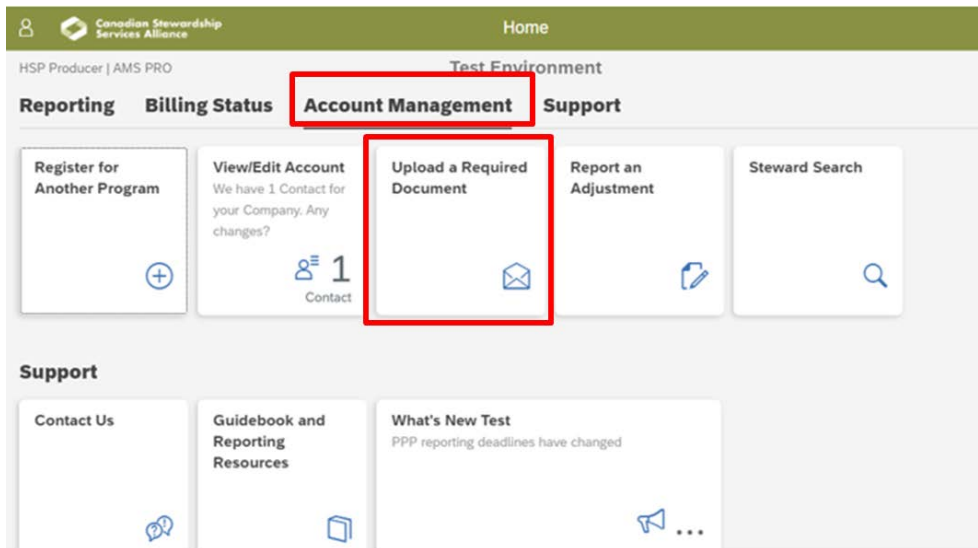 Canadian Stewardship
Services Alliance
Home
HSP Producer | AMS PRO
Test Environment
Reporting Billing Status Account Management Support
Register for
Another Program
View/Edit Account
We have 1 Contact for
your Company. Any
changes?
1
Contact
Upload a Required
Document
Report an
Adjustment
Steward Search
Support
Contact Us
Guidebook and
Reporting
Resources
What's New Test
PPP reporting deadlines have changed
...